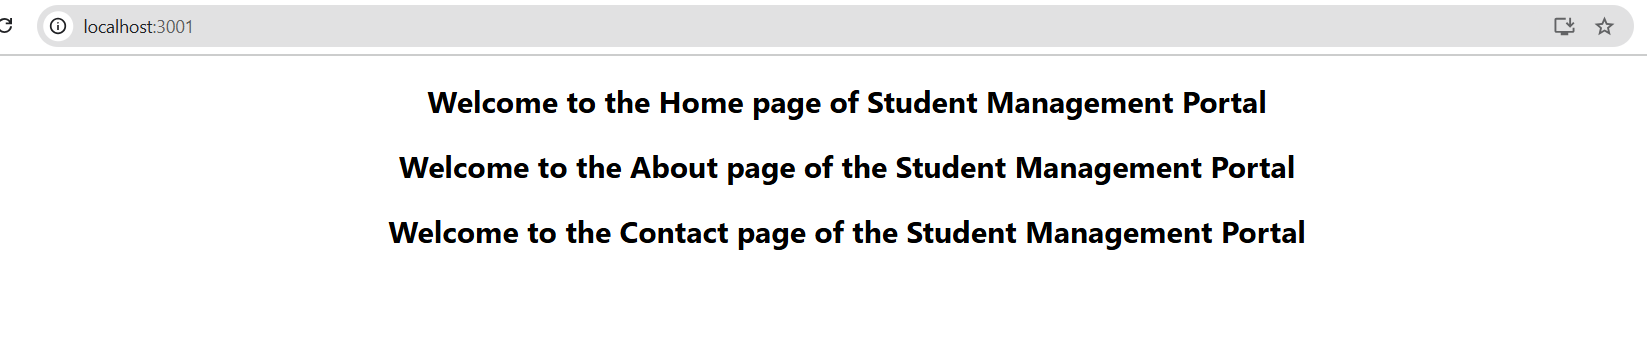 localhost:3001
Welcome to the Home page of Student Management Portal
Welcome to the About page of the Student Management Portal
Welcome to the Contact page of the Student Management Portal